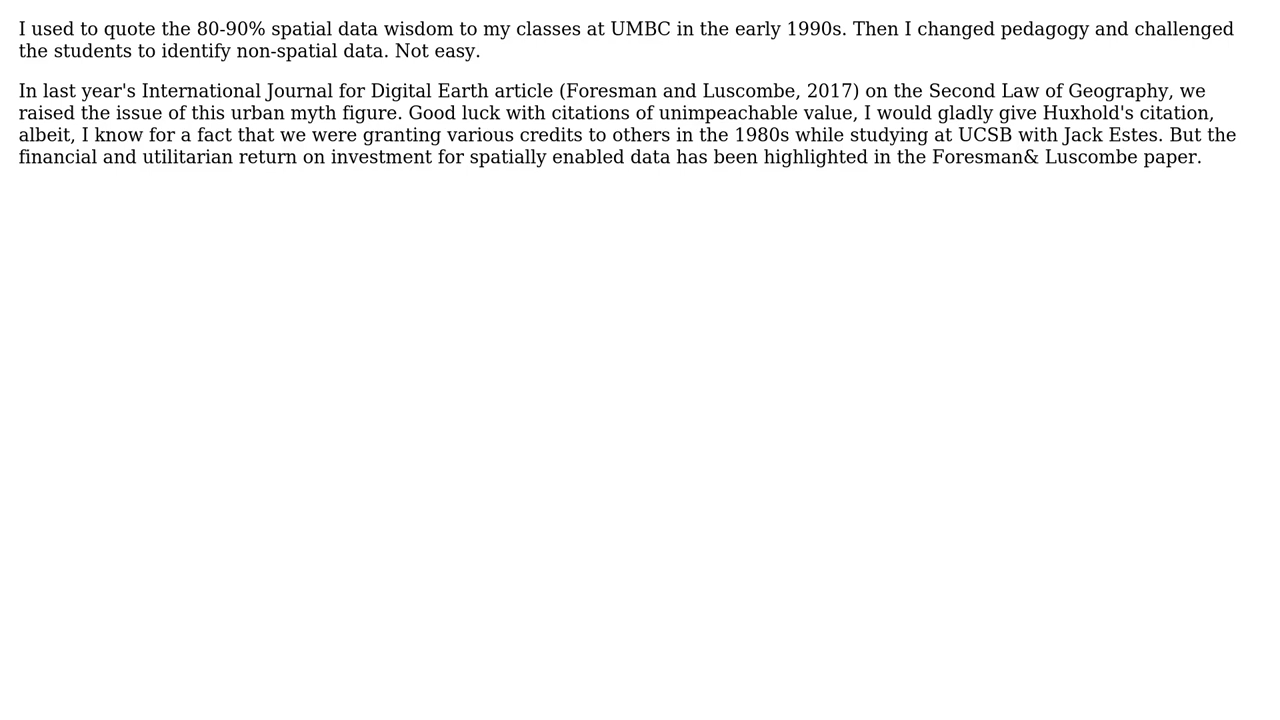 I used to quote the 80-90% spatial data wisdom to my classes at UMBC in the early 1990s. Then I changed pedagogy and challenged
the students to identify non-spatial data. Not easy.
In last year's International Journal for Digital Earth article (Foresman and Luscombe, 2017) on the Second Law of Geography, we
raised the issue of this urban myth figure. Good luck with citations of unimpeachable value, I would gladly give Huxhold's citation,
albeit, I know for a fact that we were granting various credits to others in the 1980s while studying at UCSB with Jack Estes. But the
financial and utilitarian return on investment for spatially enabled data has been highlighted in the Foresman& Luscombe paper.